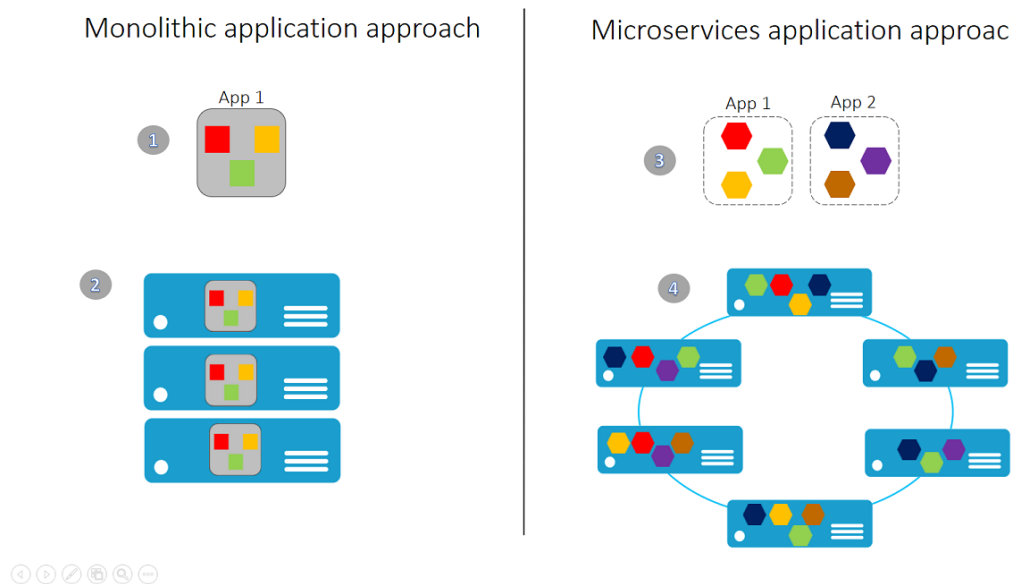 Monolithic application approach
Microservices application approac
App 1
1
2
App 1
App 2
3
4